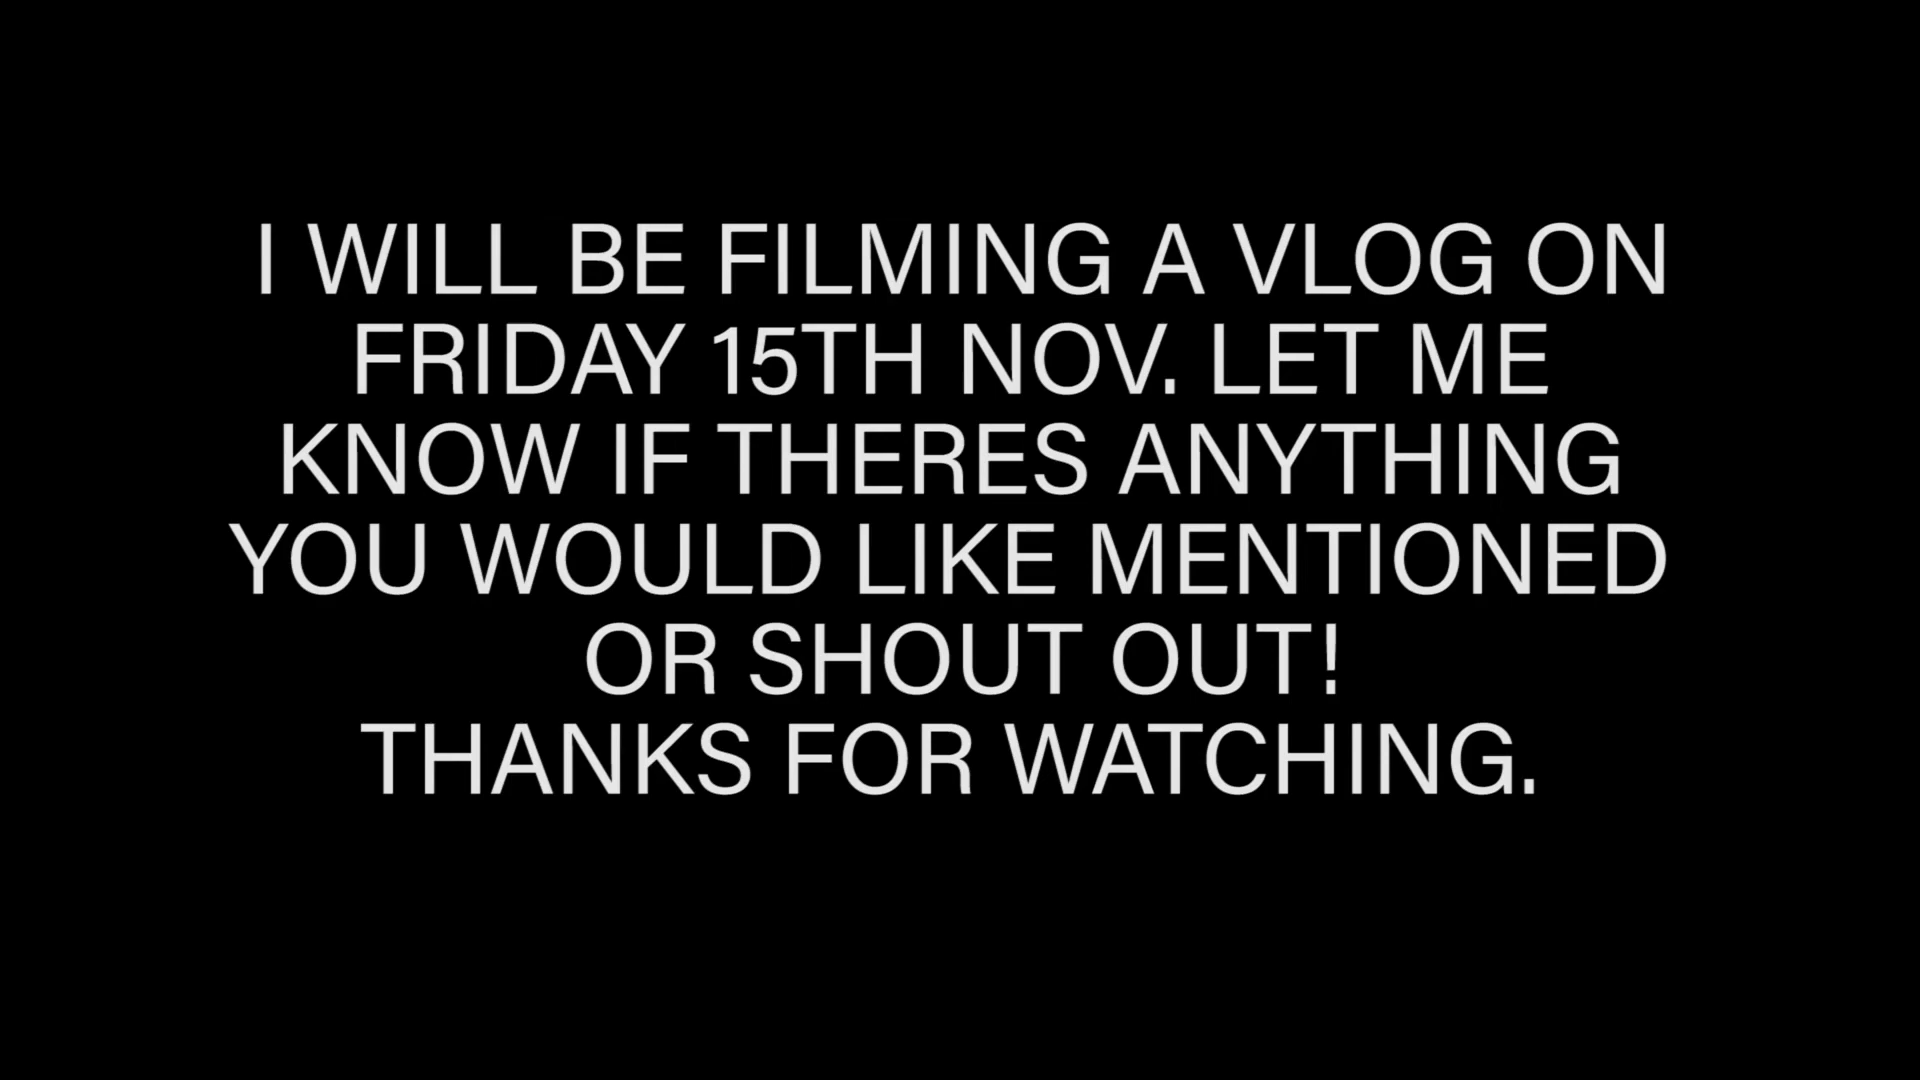 I WILL BE FILMING A VLOG ON
FRIDAY 15TH NOV. LET ME
KNOW IF THERES ANYTHING
YOU WOULD LIKE MENTIONED
OR SHOUT OUT!
THANKS FOR WATCHING.